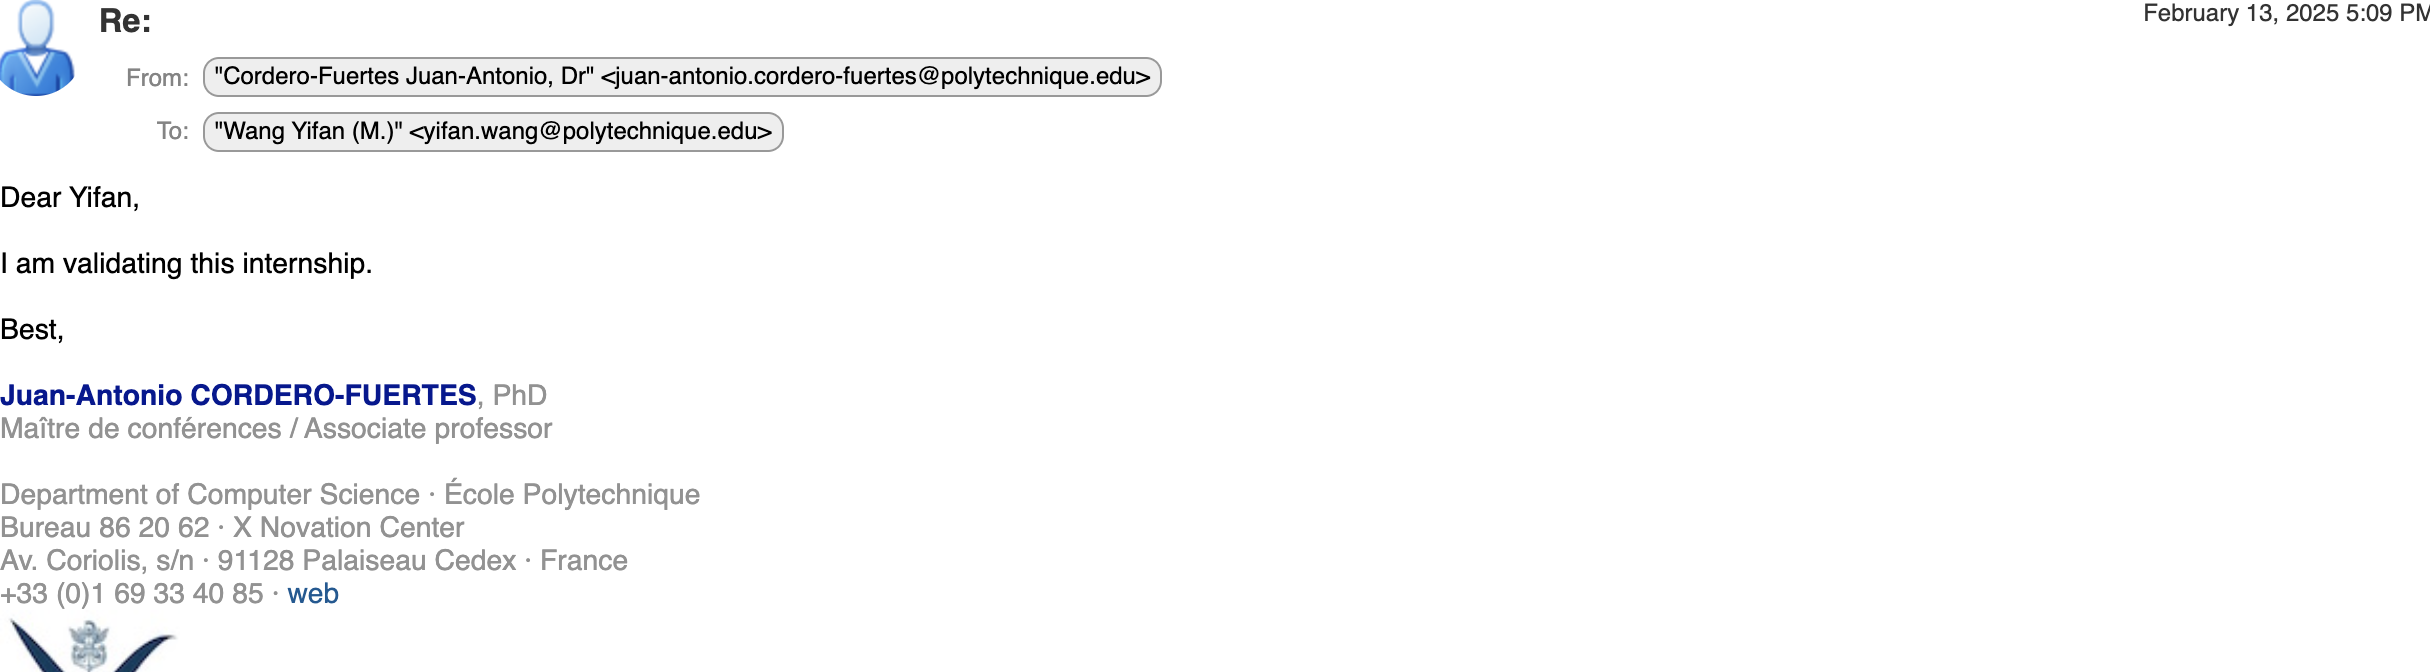 Re:
February 13, 2025 5:09 PM
From: "Cordero-Fuertes Juan-Antonio, Dr" <juan-antonio.cordero-fuertes@polytechnique.edu>
To: "Wang Yifan (M.)" <yifan.wang@polytechnique.edu>
Dear Yifan,
I am validating this internship.
Best,
Juan-Antonio CORDERO-FUERTES, PhD
Maître de conférences / Associate professor
Department of Computer Science · École Polytechnique
Bureau 86 20 62 · X Novation Center
Av. Coriolis, s/n · 91128 Palaiseau Cedex · France
+33 (0)1 69 33 40 85 · web